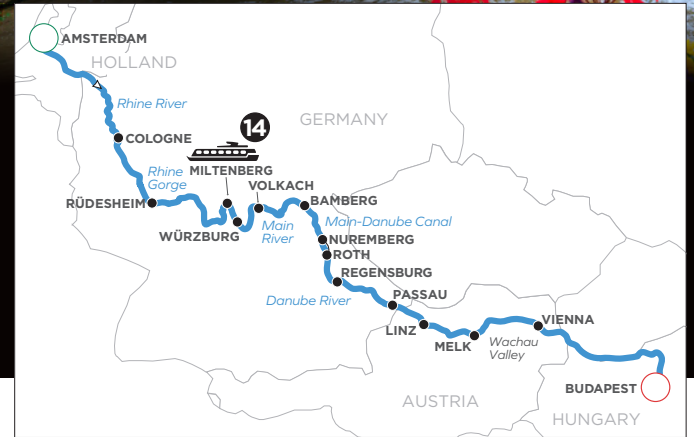 AMSTERDAM
HOLLAND
Rhine River
GERMANY
14
COLOGNE
Rhine
Gorge
MILTENBERG
VOLKACH
RÜDESHEIM
BAMBERG
WÜRZBURG
Main
River
Main-Danube Canal
NUREMBERG
ROTH
REGENSBURG
Danube River
PASSAU
LINZ
VIENNA
MELK
Wachau
Valley
BUDAPEST
AUSTRIA
HUNGARY